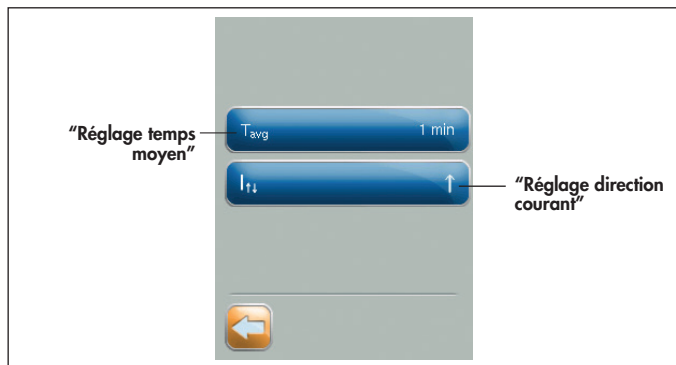 "Réglage temps
moyen"
Tavg 1 min
I↑↓ ↑
"Réglage direction
courant"